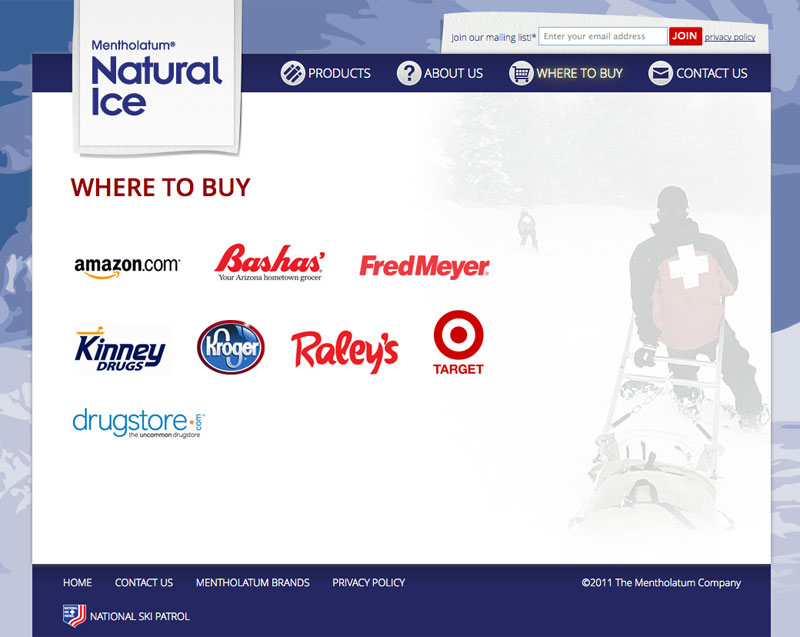 Mentholatum®
Natural
Ice
Join our mailing list!* Enter your email address JOIN privacy policy
PRODUCTS ABOUT US WHERE TO BUY CONTACT US
WHERE TO BUY
amazon.com
Bashas'
Your Arizona hometown grocer
FredMeyer
Kinney
DRUGS
Kroger
Raley's
TARGET
drugstore.com
the uncommon drugstore
HOME CONTACT US MENTHOLATUM BRANDS PRIVACY POLICY ©2011 The Mentholatum Company
NATIONAL SKI PATROL